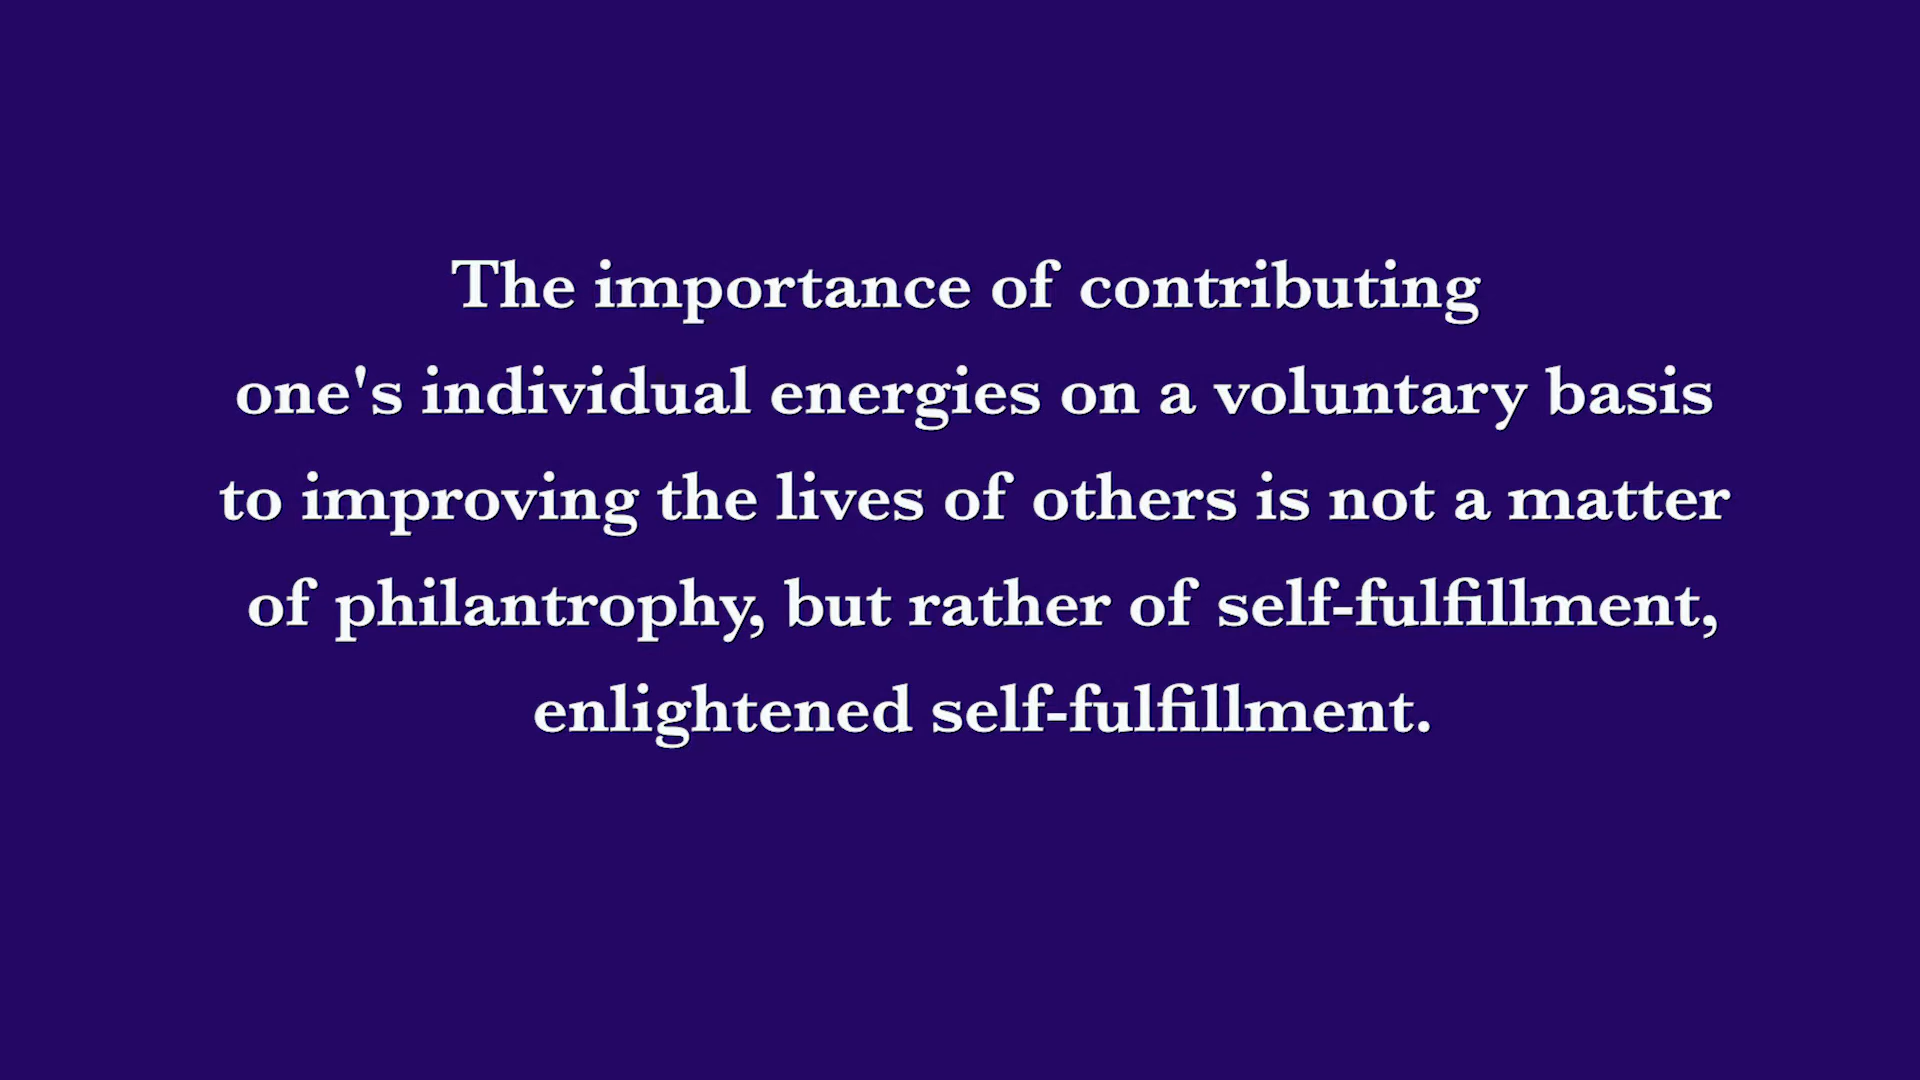 The importance of contributing
one's individual energies on a voluntary basis
to improving the lives of others is not a matter
of philantrophy, but rather of self-fulfillment,
enlightened self-fulfillment.